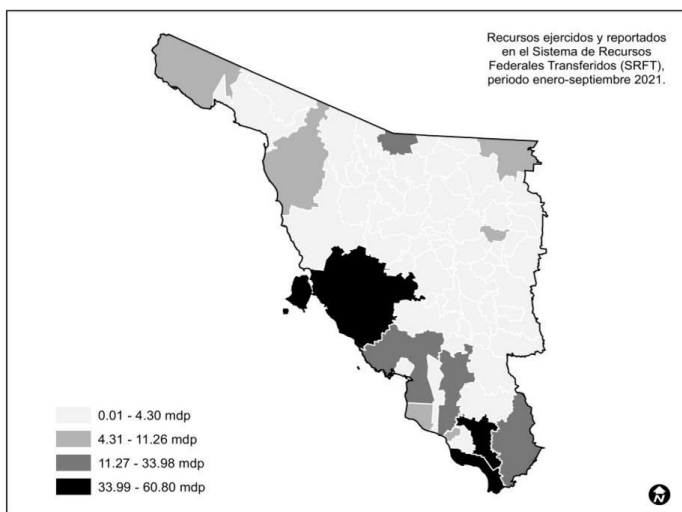 Recursos ejercidos y reportados
en el Sistema de Recursos
Federales Transferidos (SRFT),
periodo enero-septiembre 2021.
0.01 - 4.30 mdp
4.31 - 11.26 mdp
11.27 - 33.98 mdp
33.99 - 60.80 mdp
N